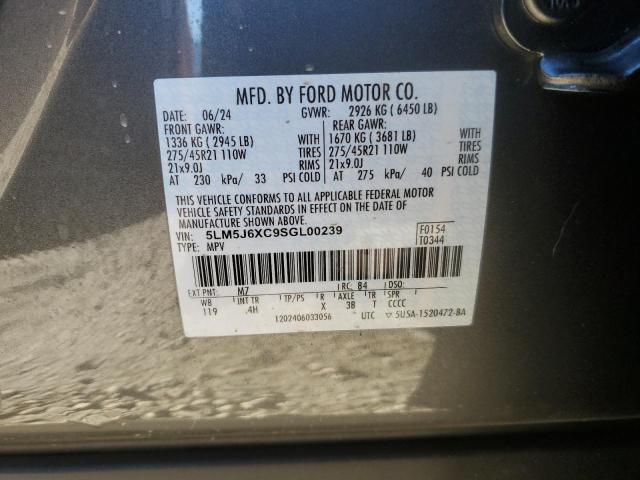 MFD. BY FORD MOTOR CO.
DATE: 06/24 GVWR: 2926 KG ( 6450 LB)
FRONT GAWR: REAR GAWR:
1336 KG ( 2945 LB) WITH 1670 KG ( 3681 LB) WITH
275/45R21 110W TIRES 275/45R21 110W TIRES
21x9.0J RIMS 21x9.0J RIMS
AT 230 kPa/ 33 PSI COLD AT 275 kPa/ 40 PSI COLD
THIS VEHICLE CONFORMS TO ALL APPLICABLE FEDERAL MOTOR
VEHICLE SAFETY STANDARDS IN EFFECT ON THE DATE OF
MANUFACTURE SHOWN ABOVE.
VIN: 5LM5J6XC9SGL00239 F0154
TYPE: MPV T0344
EXT PNT: M7 RC: 84 DSO:
WB INT TR TP/PS R AXLE TR SPR
119 .4H X 3B T CCCC
1202406033056 UTC ▽ 5U5A-1520472-BA